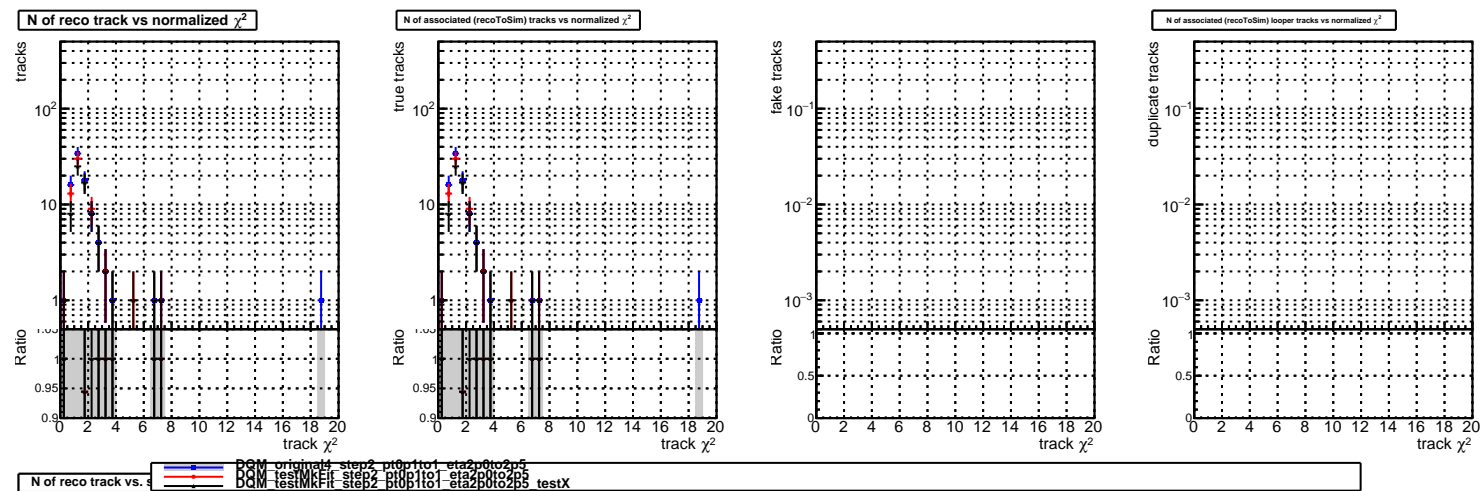 N of reco track vs normalized χ²
tracks
10²
10
1
Ratio
1.05
1
0.95
0.9
0 2 4 6 8 10 12 14 16 18 20
track χ²
N of associated (recoToSim) tracks vs normalized χ²
true tracks
10²
10
1
Ratio
1.05
1
0.95
0.9
0 2 4 6 8 10 12 14 16 18 20
track χ²
fake tracks
10⁻¹
10⁻²
10⁻³
Ratio
1
0.5
0
0 2 4 6 8 10 12 14 16 18 20
track χ²
N of associated (recoToSim) looper tracks vs normalized χ²
duplicate tracks
10⁻¹
10⁻²
10⁻³
Ratio
1
0.5
0
0 2 4 6 8 10 12 14 16 18 20
track χ²
N of reco track vs. s
DQM_original4_step2_pt0p1to1_eta2p0to2p5
DQM_testMkFit_step2_pt0p1to1_eta2p0to2p5
DQM_testMkFit_step2_pt0p1to1_eta2p0to2p5_testX